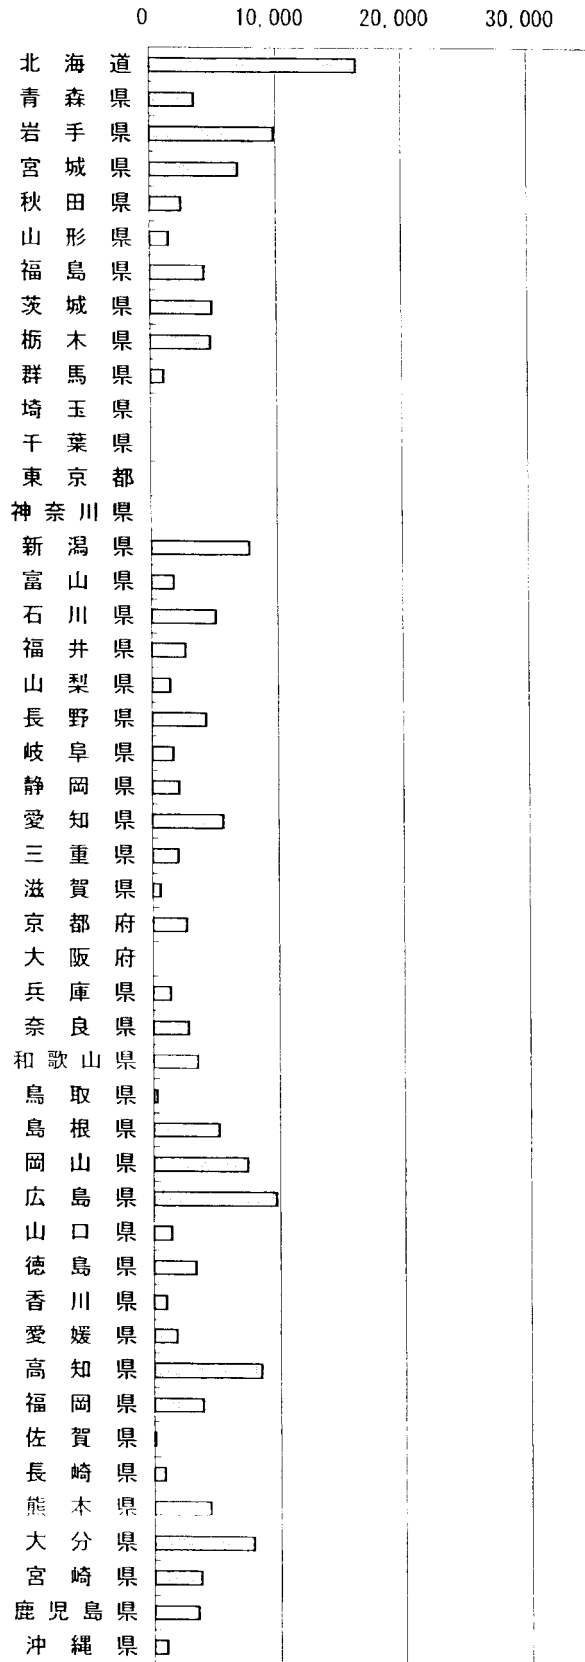 0 10,000 20,000 30,000
北海道
青森県
岩手県
宮城県
秋田県
山形県
福島県
茨城県
栃木県
群馬県
埼玉県
千葉県
東京都
神奈川県
新潟県
富山県
石川県
福井県
山梨県
長野県
岐阜県
静岡県
愛知県
三重県
滋賀県
京都府
大阪府
兵庫県
奈良県
和歌山県
鳥取県
島根県
岡山県
広島県
山口県
徳島県
香川県
愛媛県
高知県
福岡県
佐賀県
長崎県
熊本県
大分県
宮崎県
鹿児島県
沖縄県